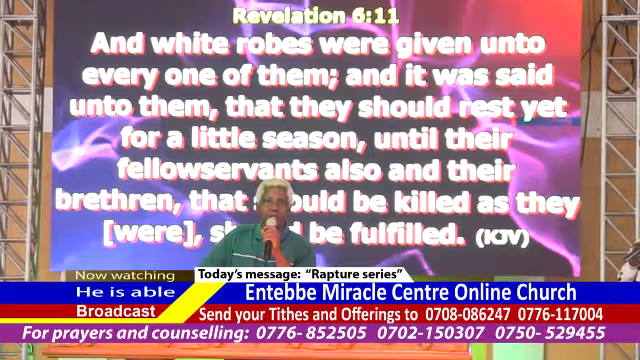 Revelation 6:11
And white robes were given unto
every one of them; and it was said
unto them, that they should rest yet
for a little season, until their
fellowservants also and their
brethren, that should be killed as they
[were], should be fulfilled. (KJV)
Now watching
He is able
Broadcast
Today's message: "Rapture series"
Entebbe Miracle Centre Online Church
Send your Tithes and Offerings to 0708-086247 0776-117004
For prayers and counselling: 0776- 852505 0702-150307 0750- 529455